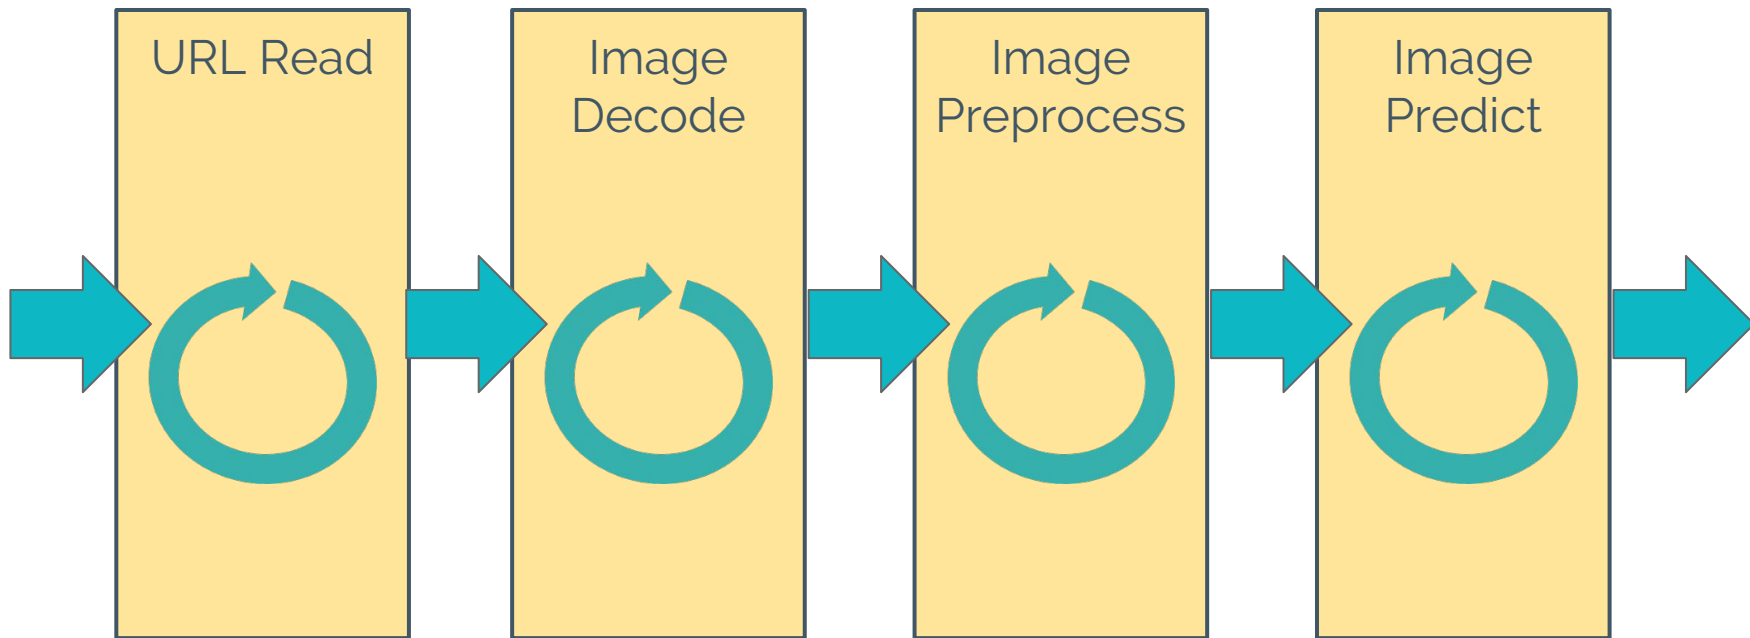 URL Read
Image
Decode
Image
Preprocess
Image
Predict